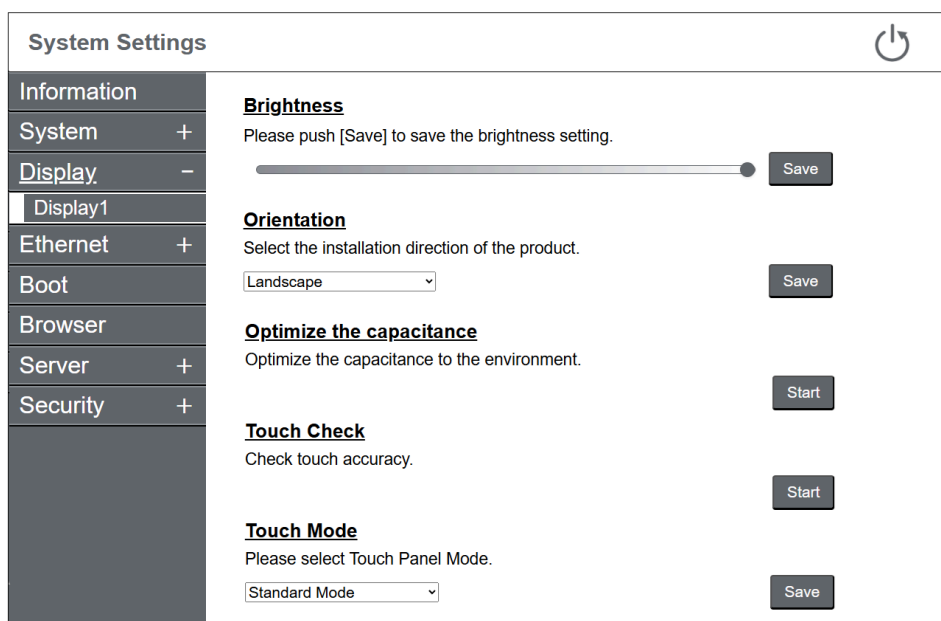 System Settings
Information
System +
Display −
Display1
Ethernet +
Boot
Browser
Server +
Security +
Brightness
Please push [Save] to save the brightness setting.
Save
Orientation
Select the installation direction of the product.
Landscape
Save
Optimize the capacitance
Optimize the capacitance to the environment.
Start
Touch Check
Check touch accuracy.
Start
Touch Mode
Please select Touch Panel Mode.
Standard Mode
Save